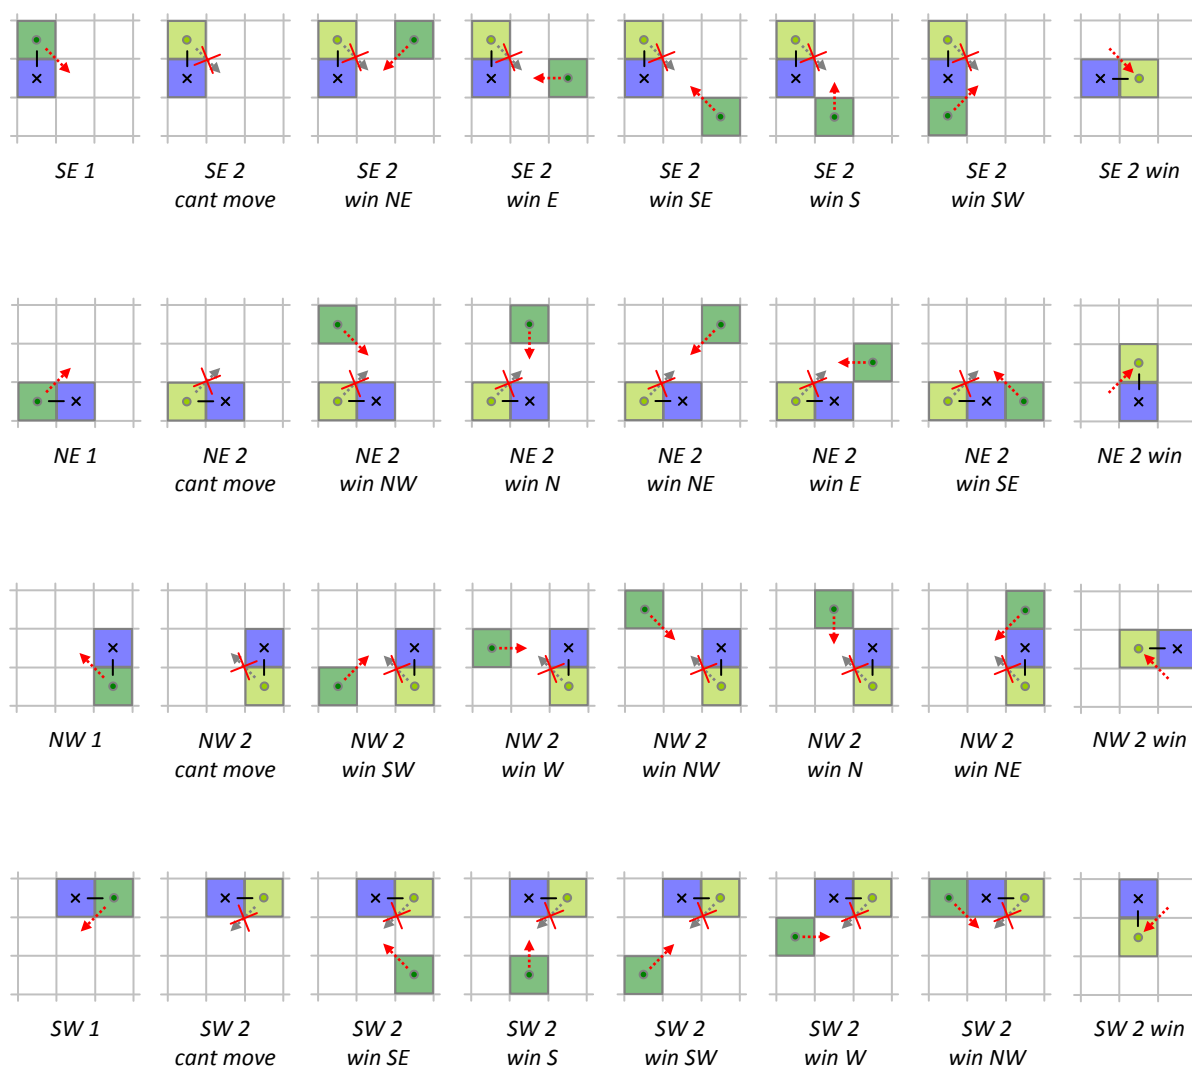 SE 1
SE 2
cant move
SE 2
win NE
SE 2
win E
SE 2
win SE
SE 2
win S
SE 2
win SW
SE 2 win
NE 1
NE 2
cant move
NE 2
win NW
NE 2
win N
NE 2
win NE
NE 2
win E
NE 2
win SE
NE 2 win
NW 1
NW 2
cant move
NW 2
win SW
NW 2
win W
NW 2
win NW
NW 2
win N
NW 2
win NE
NW 2 win
SW 1
SW 2
cant move
SW 2
win SE
SW 2
win S
SW 2
win SW
SW 2
win W
SW 2
win NW
SW 2 win